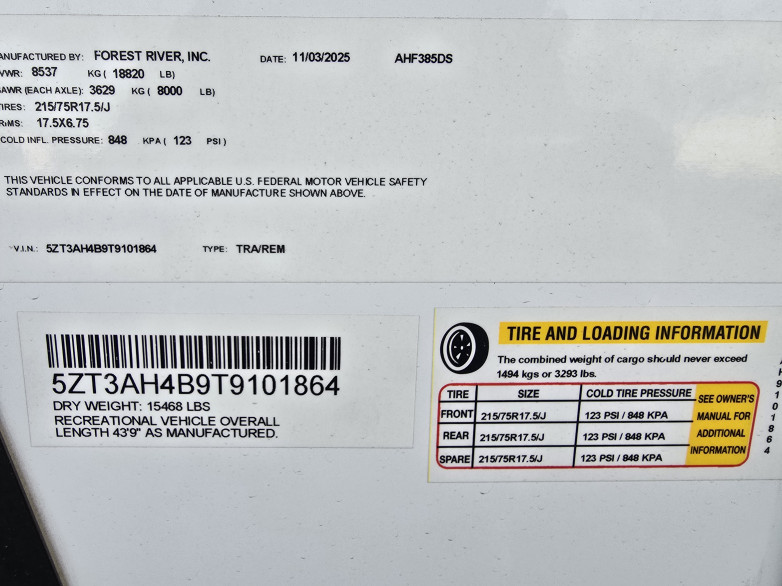 ANUFACTURED BY: FOREST RIVER, INC. DATE: 11/03/2025 AHF385DS
VWR: 8537 KG ( 18820 LB)
GAWR (EACH AXLE): 3629 KG ( 8000 LB)
IRES: 215/75R17.5/J
RIMS: 17.5X6.75
COLD INFL. PRESSURE: 848 KPA ( 123 PSI )
THIS VEHICLE CONFORMS TO ALL APPLICABLE U.S. FEDERAL MOTOR VEHICLE SAFETY
STANDARDS IN EFFECT ON THE DATE OF MANUFACTURE SHOWN ABOVE.
V.I.N.: 5ZT3AH4B9T9101864 TYPE: TRA/REM
5ZT3AH4B9T9101864
DRY WEIGHT: 15468 LBS
RECREATIONAL VEHICLE OVERALL
LENGTH 43'9" AS MANUFACTURED.
TIRE AND LOADING INFORMATION
The combined weight of cargo should never exceed
1494 kgs or 3293 lbs.
TIRE SIZE COLD TIRE PRESSURE
FRONT 215/75R17.5/J 123 PSI / 848 KPA
REAR 215/75R17.5/J 123 PSI / 848 KPA
SPARE 215/75R17.5/J 123 PSI / 848 KPA
SEE OWNER'S
MANUAL FOR
ADDITIONAL
INFORMATION
9101864